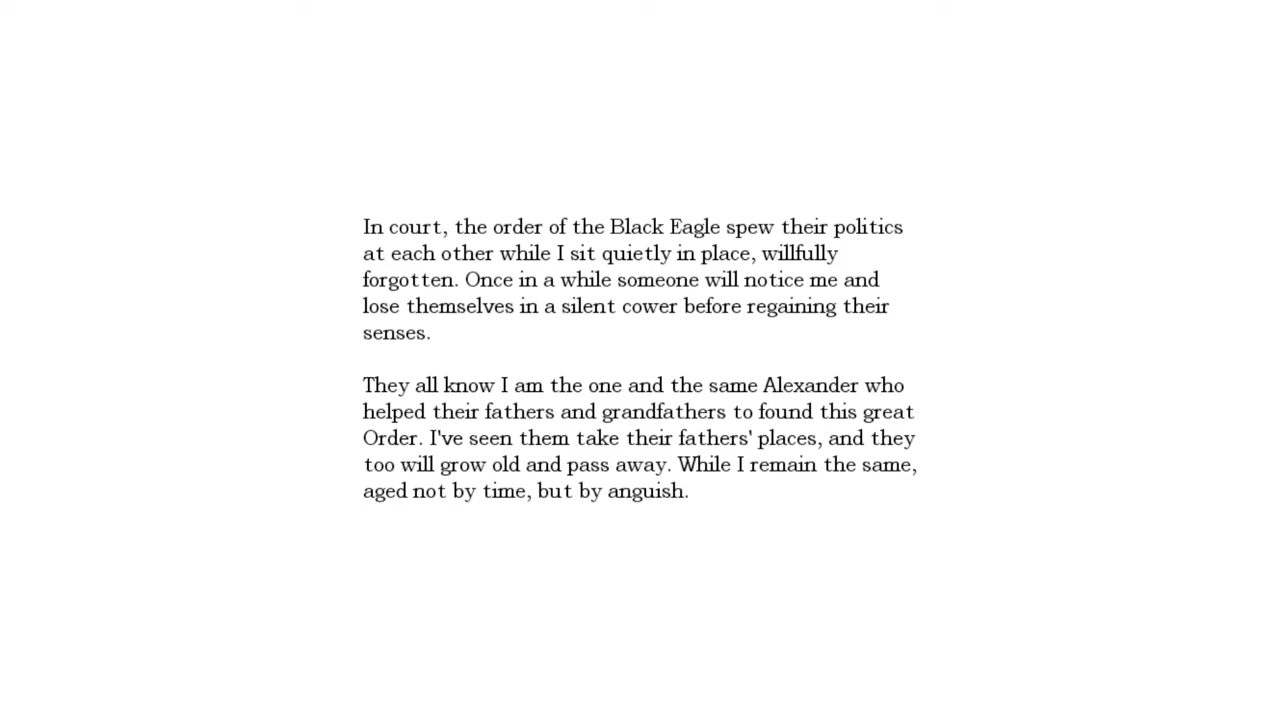 In court, the order of the Black Eagle spew their politics
at each other while I sit quietly in place, willfully
forgotten. Once in a while someone will notice me and
lose themselves in a silent cower before regaining their
senses.
They all know I am the one and the same Alexander who
helped their fathers and grandfathers to found this great
Order. I've seen them take their fathers' places, and they
too will grow old and pass away. While I remain the same,
aged not by time, but by anguish.